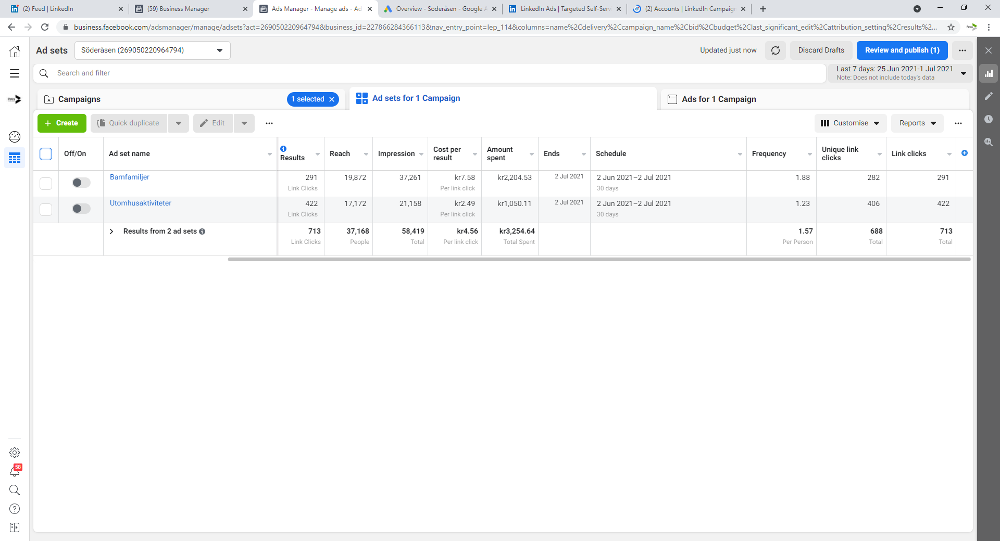 (2) Feed | LinkedIn
(59) Business Manager
Ads Manager - Manage ads - Ad
Overview - Söderåsen - Google A
LinkedIn Ads | Targeted Self-Serv
(2) Accounts | LinkedIn Campaign
business.facebook.com/adsmanager/manage/adsets?act=269050220964794&business_id=227866284366113&nav_entry_point=lep_114&columns=name%2Cdelivery%2Ccampaign_name%2Cbid%2Cbudget%2Clast_significant_edit%2Cattribution_setting%2Cresults%2...
Ad sets
Söderåsen (269050220964794)
Updated just now
Discard Drafts
Review and publish (1)
Search and filter
Last 7 days: 25 Jun 2021-1 Jul 2021
Note: Does not include today's data
Campaigns
1 selected
Ad sets for 1 Campaign
Ads for 1 Campaign
+ Create
Quick duplicate
Edit
Customise
Reports
Off/On
Ad set name
Results
Reach
Impression
Cost per result
Amount spent
Ends
Schedule
Frequency
Unique link clicks
Link clicks
Barnfamiljer
291
19,872
37,261
kr7.58
kr2,204.53
2 Jul 2021
2 Jun 2021–2 Jul 2021
1.88
282
291
Link Clicks
Per link click
30 days
Utomhusaktiviteter
422
17,172
21,158
kr2.49
kr1,050.11
2 Jul 2021
2 Jun 2021–2 Jul 2021
1.23
406
422
Link Clicks
Per link click
30 days
Results from 2 ad sets
713
37,168
58,419
kr4.56
kr3,254.64
1.57
688
713
Link Clicks
People
Total
Per link click
Total Spent
Per Person
Total
Total
58